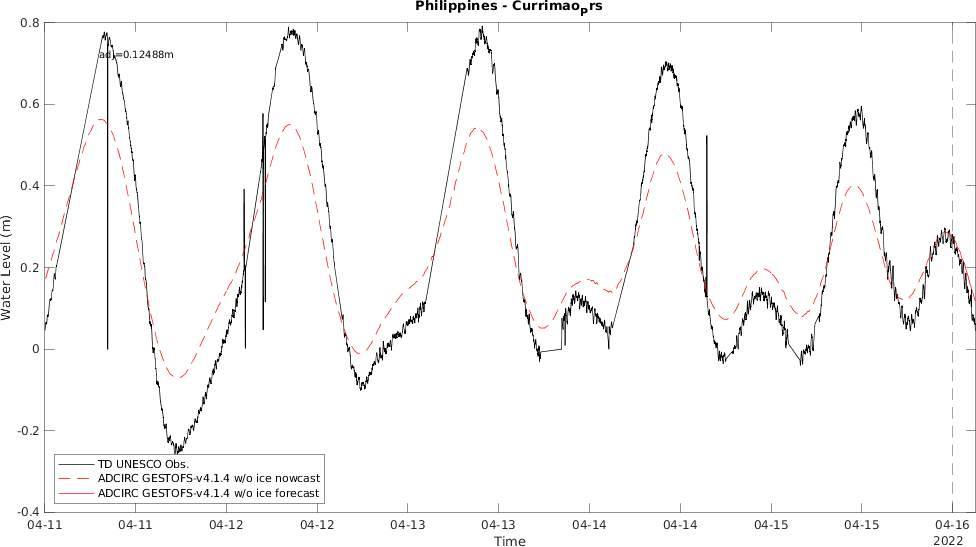 Philippines - Currimaoprs
0.8
ad.=0.12488m
0.6
0.4
0.2
0
-0.2
-0.4
Water Level (m)
TD UNESCO Obs.
ADCIRC GESTOFS-v4.1.4 w/o ice nowcast
ADCIRC GESTOFS-v4.1.4 w/o ice forecast
04-11 04-11 04-12 04-12 04-13 04-13 04-14 04-14 04-15 04-15 04-16
Time
2022